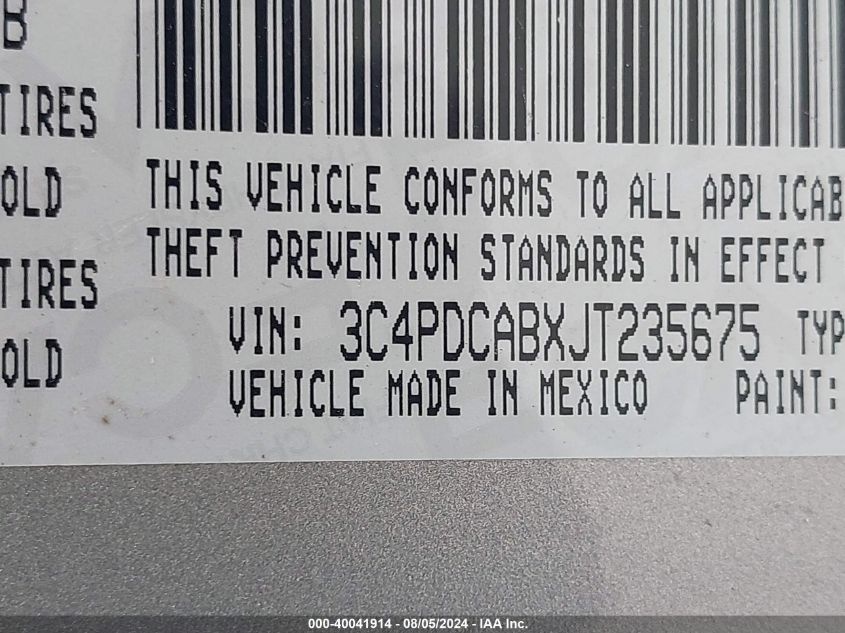 B
TIRES
OLD
THIS VEHICLE CONFORMS TO ALL APPLICAB
THEFT PREVENTION STANDARDS IN EFFECT
TIRES
VIN: 3C4PDCABXJT235675 TYP
OLD
VEHICLE MADE IN MEXICO PAINT:
000-40041914 - 08/05/2024 - IAA Inc.